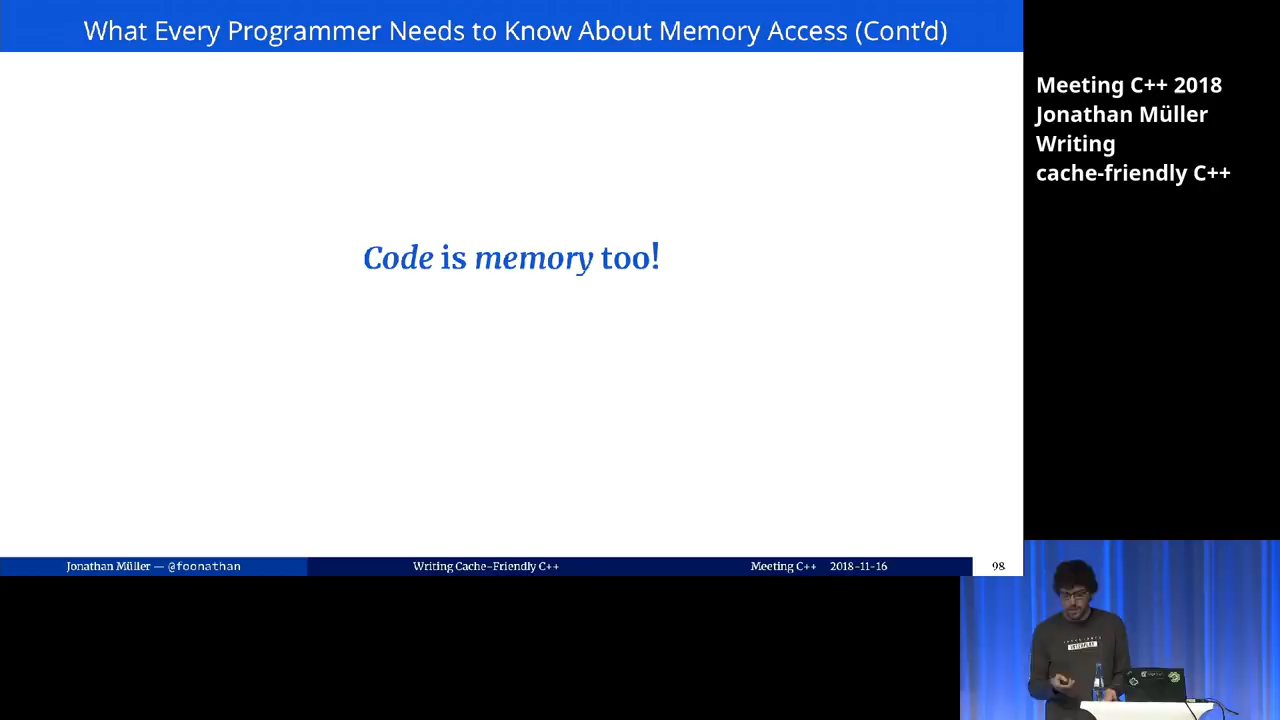 What Every Programmer Needs to Know About Memory Access (Cont'd)
Code is memory too!
Jonathan Müller — @foonathan
Writing Cache-Friendly C++
Meeting C++ 2018-11-16
98
Meeting C++ 2018
Jonathan Müller
Writing
cache-friendly C++